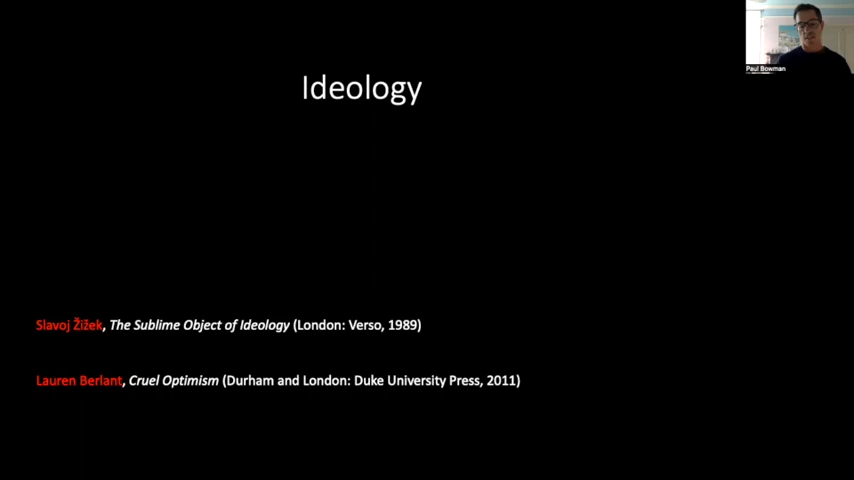 Paul Bowman
Ideology
Slavoj Žižek, The Sublime Object of Ideology (London: Verso, 1989)
Lauren Berlant, Cruel Optimism (Durham and London: Duke University Press, 2011)